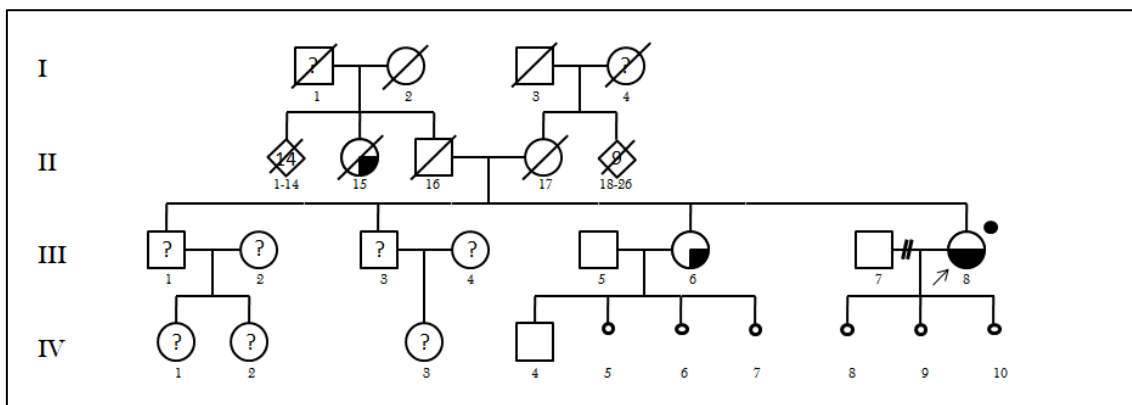 I ? ?
1 2 3 4
II 14 9
1-14 15 16 17 18-26
III ? ? ? ?
1 2 3 4 5 6 7 8
IV ? ? ?
1 2 3 4 5 6 7 8 9 10